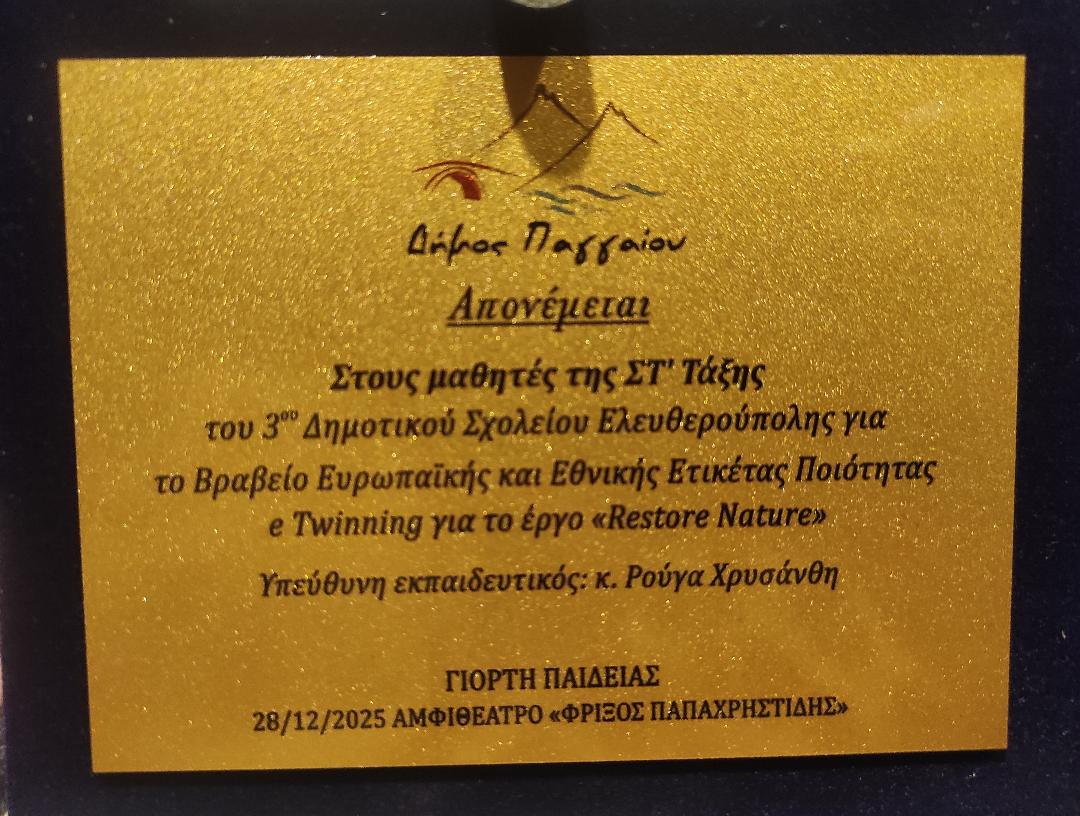 Δήμος Παγγαίου
Απονέμεται
Στους μαθητές της ΣΤ' Τάξης
του 3ου Δημοτικού Σχολείου Ελευθερούπολης για
το Βραβείο Ευρωπαϊκής και Εθνικής Ετικέτας Ποιότητας
e Twinning για το έργο «Restore Nature»
Υπεύθυνη εκπαιδευτικός: κ. Ρούγα Χρυσάνθη
ΓΙΟΡΤΗ ΠΑΙΔΕΙΑΣ
28/12/2025 ΑΜΦΙΘΕΑΤΡΟ «ΦΡΙΞΟΣ ΠΑΠΑΧΡΗΣΤΙΔΗΣ»